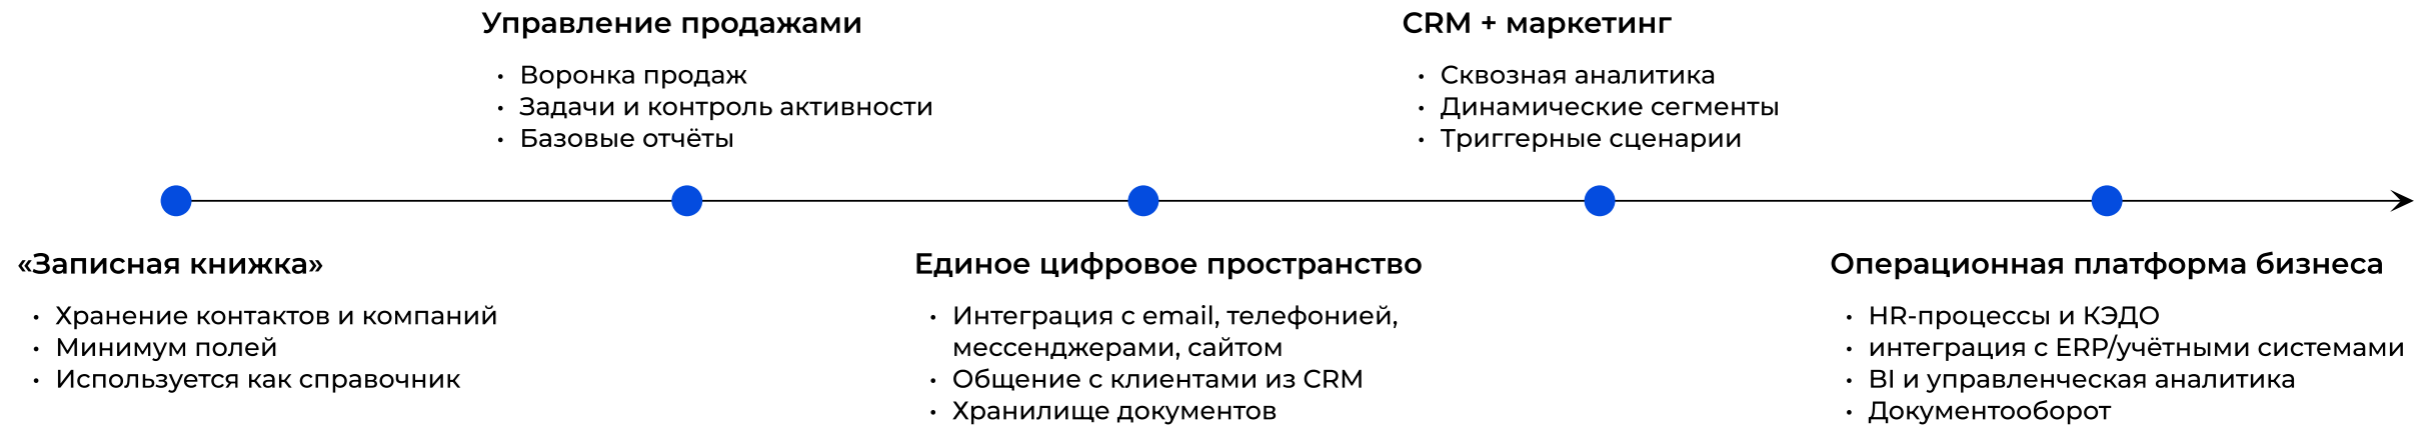 Управление продажами
• Воронка продаж
• Задачи и контроль активности
• Базовые отчёты
CRM + маркетинг
• Сквозная аналитика
• Динамические сегменты
• Триггерные сценарии
«Записная книжка»
• Хранение контактов и компаний
• Минимум полей
• Используется как справочник
Единое цифровое пространство
• Интеграция с email, телефонией,
мессенджерами, сайтом
• Общение с клиентами из CRM
• Хранилище документов
Операционная платформа бизнеса
• HR-процессы и КЭДО
• интеграция с ERP/учётными системами
• BI и управленческая аналитика
• Документооборот